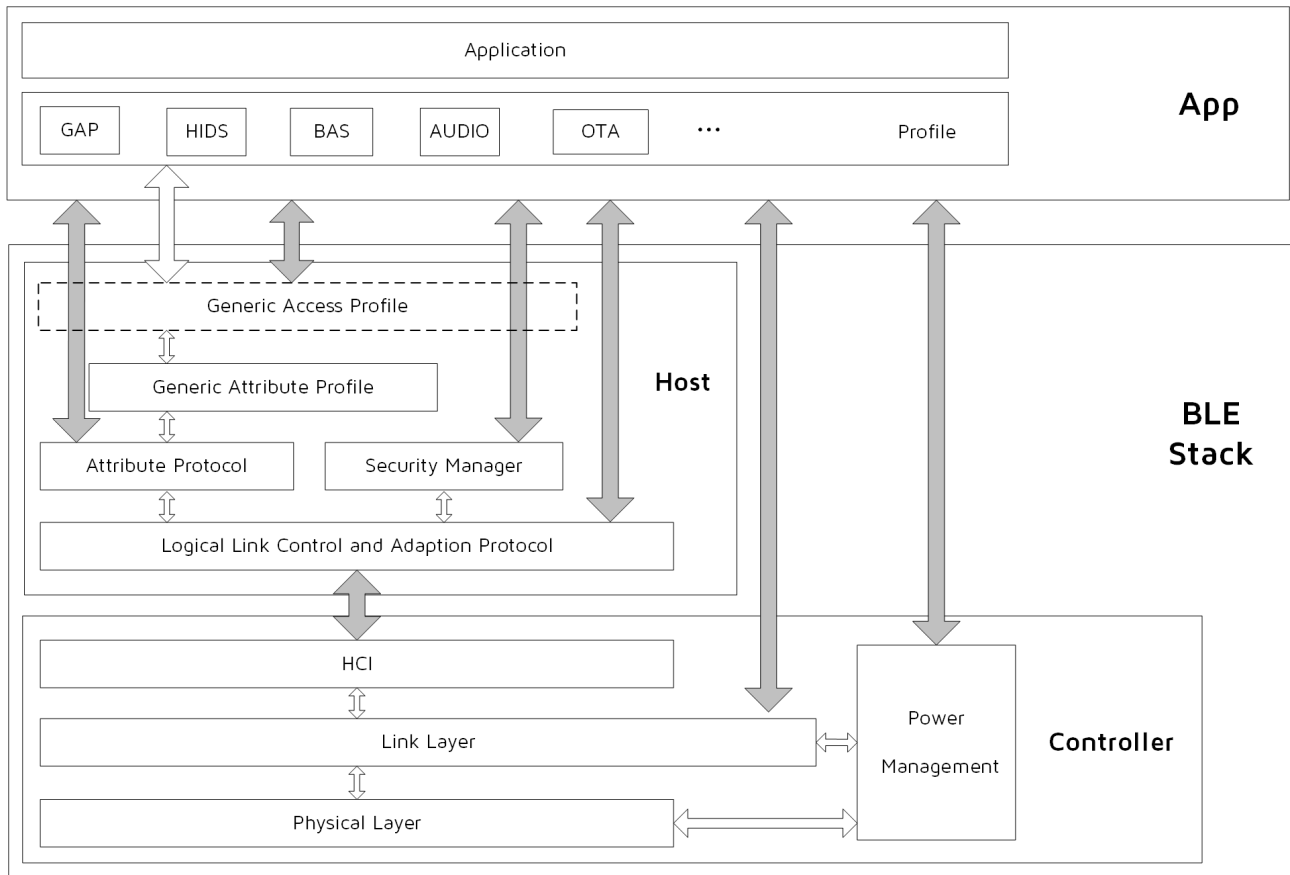 Application
App
GAP HIDS BAS AUDIO OTA ... Profile
Generic Access Profile
Generic Attribute Profile
Host
Attribute Protocol
Security Manager
BLE
Stack
Logical Link Control and Adaption Protocol
HCI
Link Layer
Physical Layer
Power
Management
Controller